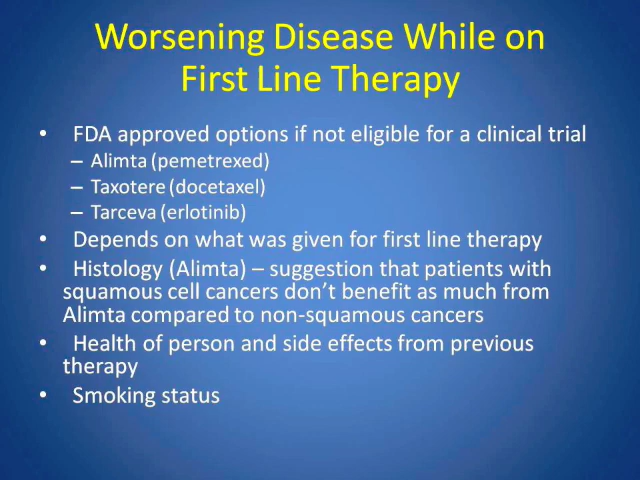 Worsening Disease While on
First Line Therapy
• FDA approved options if not eligible for a clinical trial
– Alimta (pemetrexed)
– Taxotere (docetaxel)
– Tarceva (erlotinib)
• Depends on what was given for first line therapy
• Histology (Alimta) – suggestion that patients with
squamous cell cancers don't benefit as much from
Alimta compared to non-squamous cancers
• Health of person and side effects from previous
therapy
• Smoking status